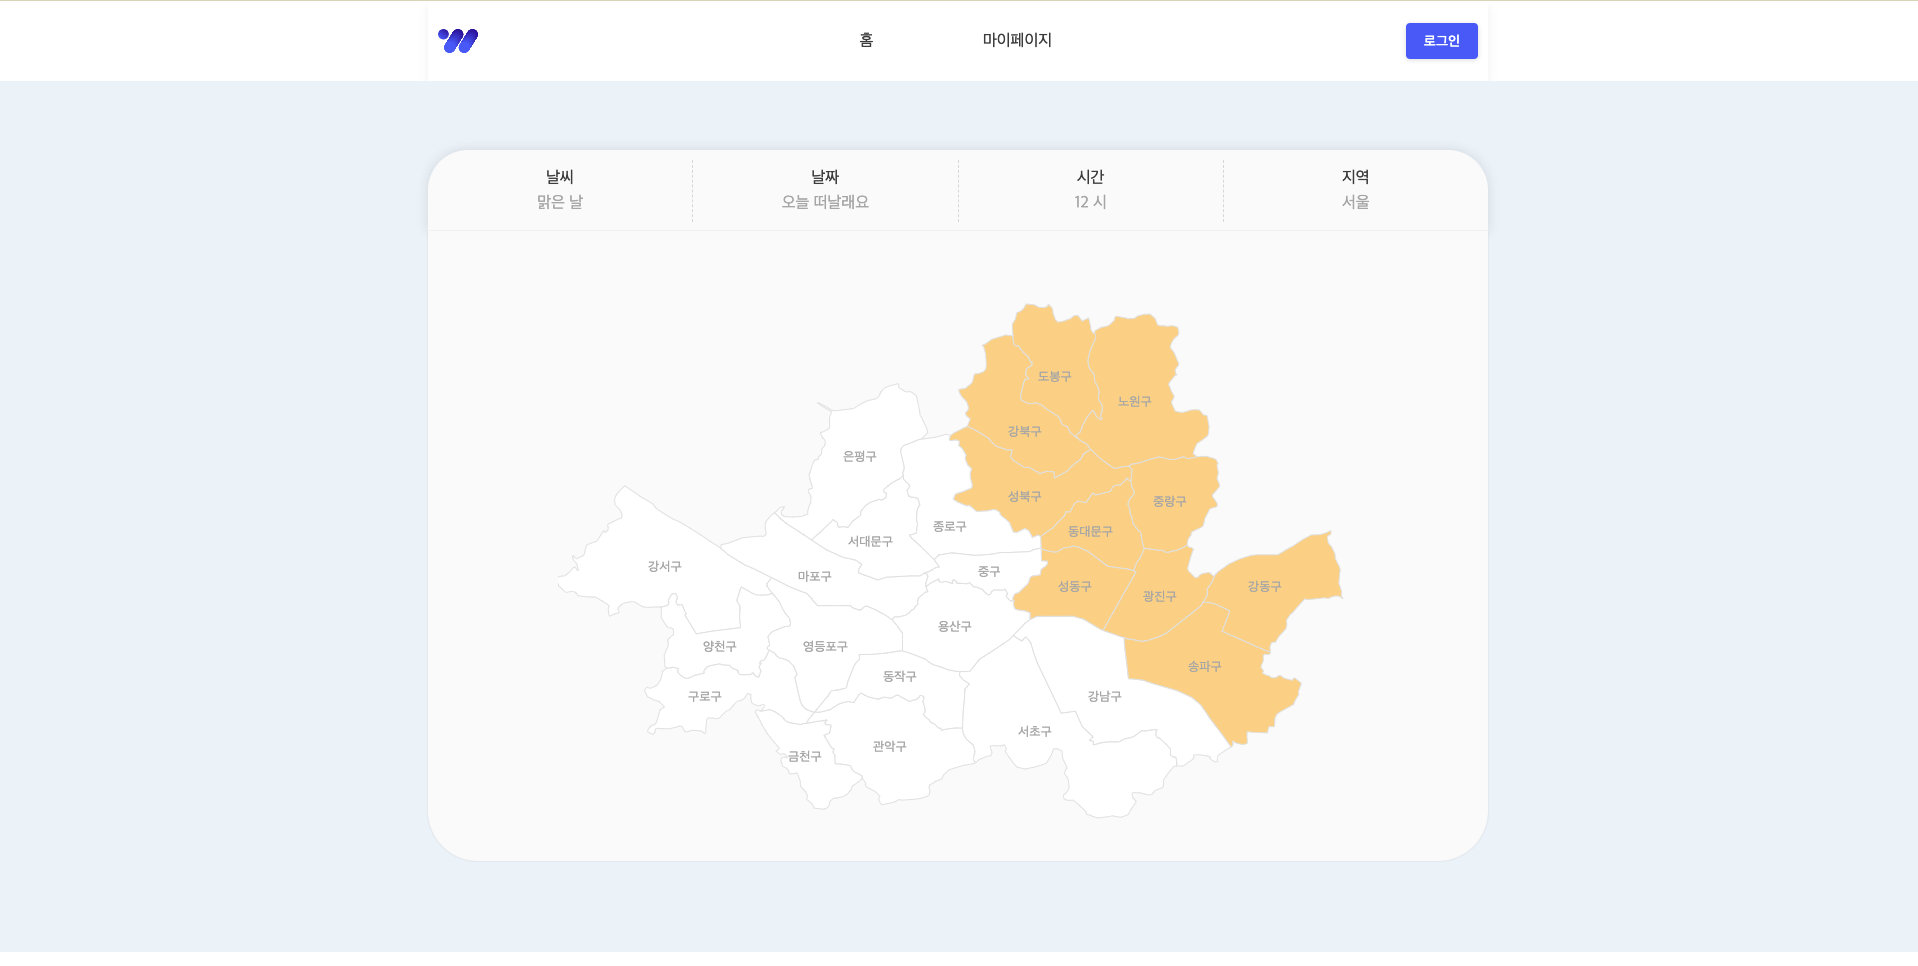 홈
마이페이지
로그인
날씨
맑은 날
날짜
오늘 떠날래요
시간
12 시
지역
서울
도봉구
노원구
강북구
은평구
성북구
중랑구
종로구
동대문구
서대문구
강서구
중구
마포구
성동구
강동구
광진구
용산구
양천구
영등포구
송파구
동작구
구로구
강남구
서초구
관악구
금천구